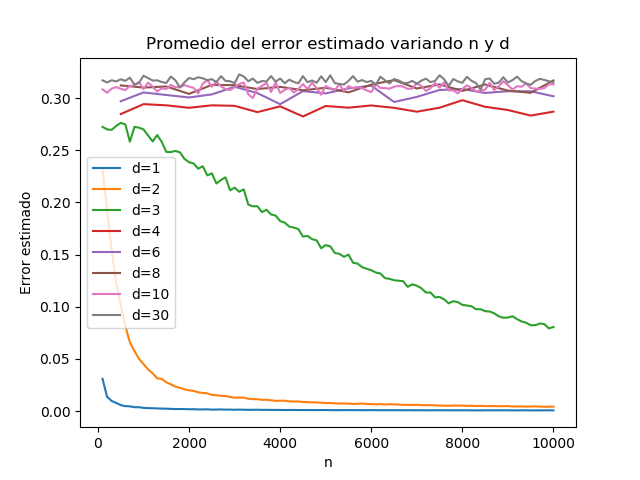 Promedio del error estimado variando n y d
Error estimado
0.30
0.25
0.20
0.15
0.10
0.05
0.00
d=1
d=2
d=3
d=4
d=6
d=8
d=10
d=30
0 2000 4000 6000 8000 10000
n